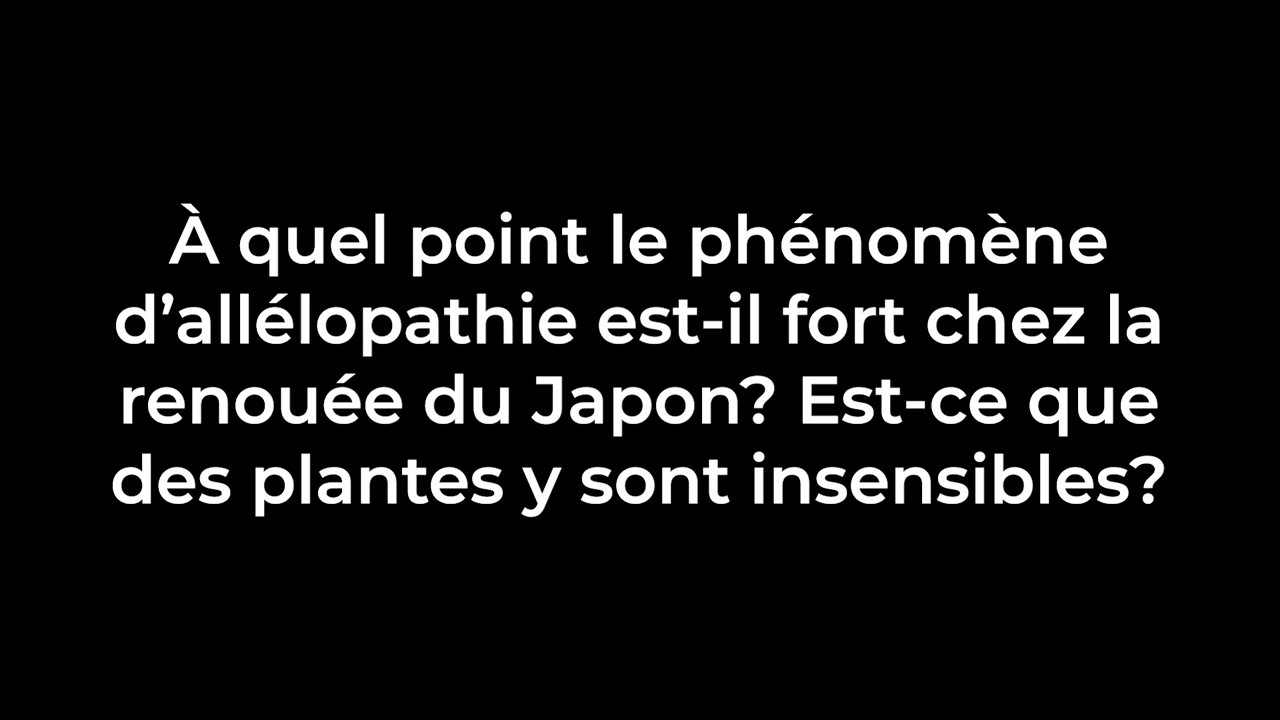 À quel point le phénomène
d’allélopathie est-il fort chez la
renouée du Japon? Est-ce que
des plantes y sont insensibles?